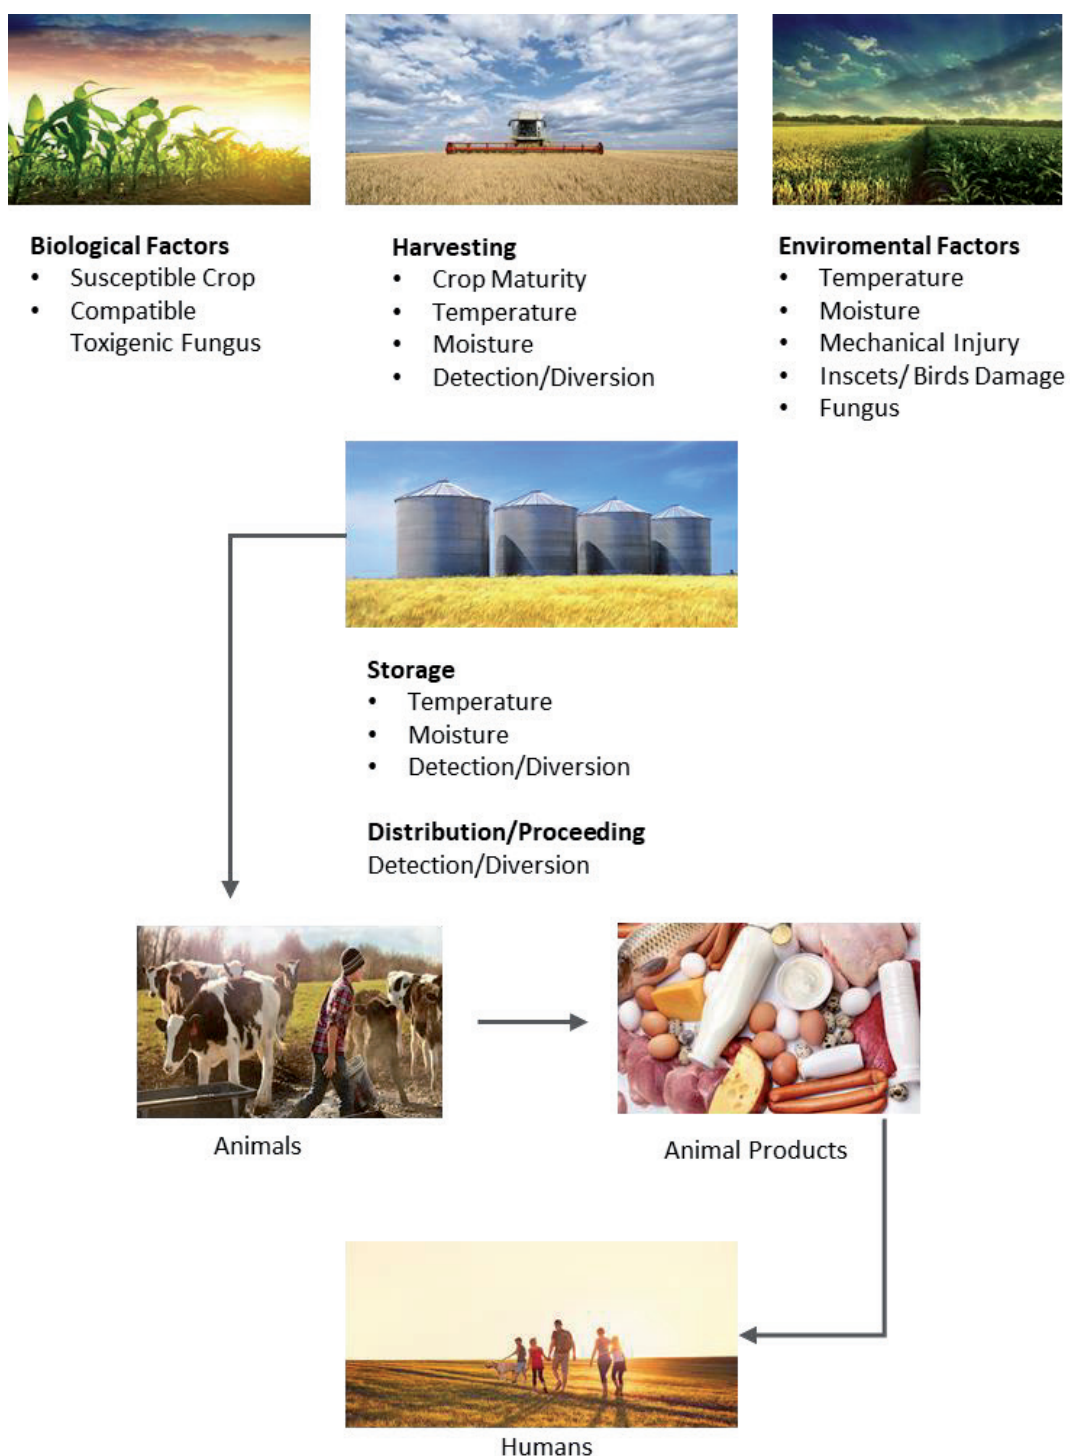 Biological Factors
• Susceptible Crop
• Compatible
Toxigenic Fungus
Harvesting
• Crop Maturity
• Temperature
• Moisture
• Detection/Diversion
Enviromental Factors
• Temperature
• Moisture
• Mechanical Injury
• Inscets/ Birds Damage
• Fungus
Storage
• Temperature
• Moisture
• Detection/Diversion
Distribution/Proceeding
Detection/Diversion
Animals
Animal Products
Humans